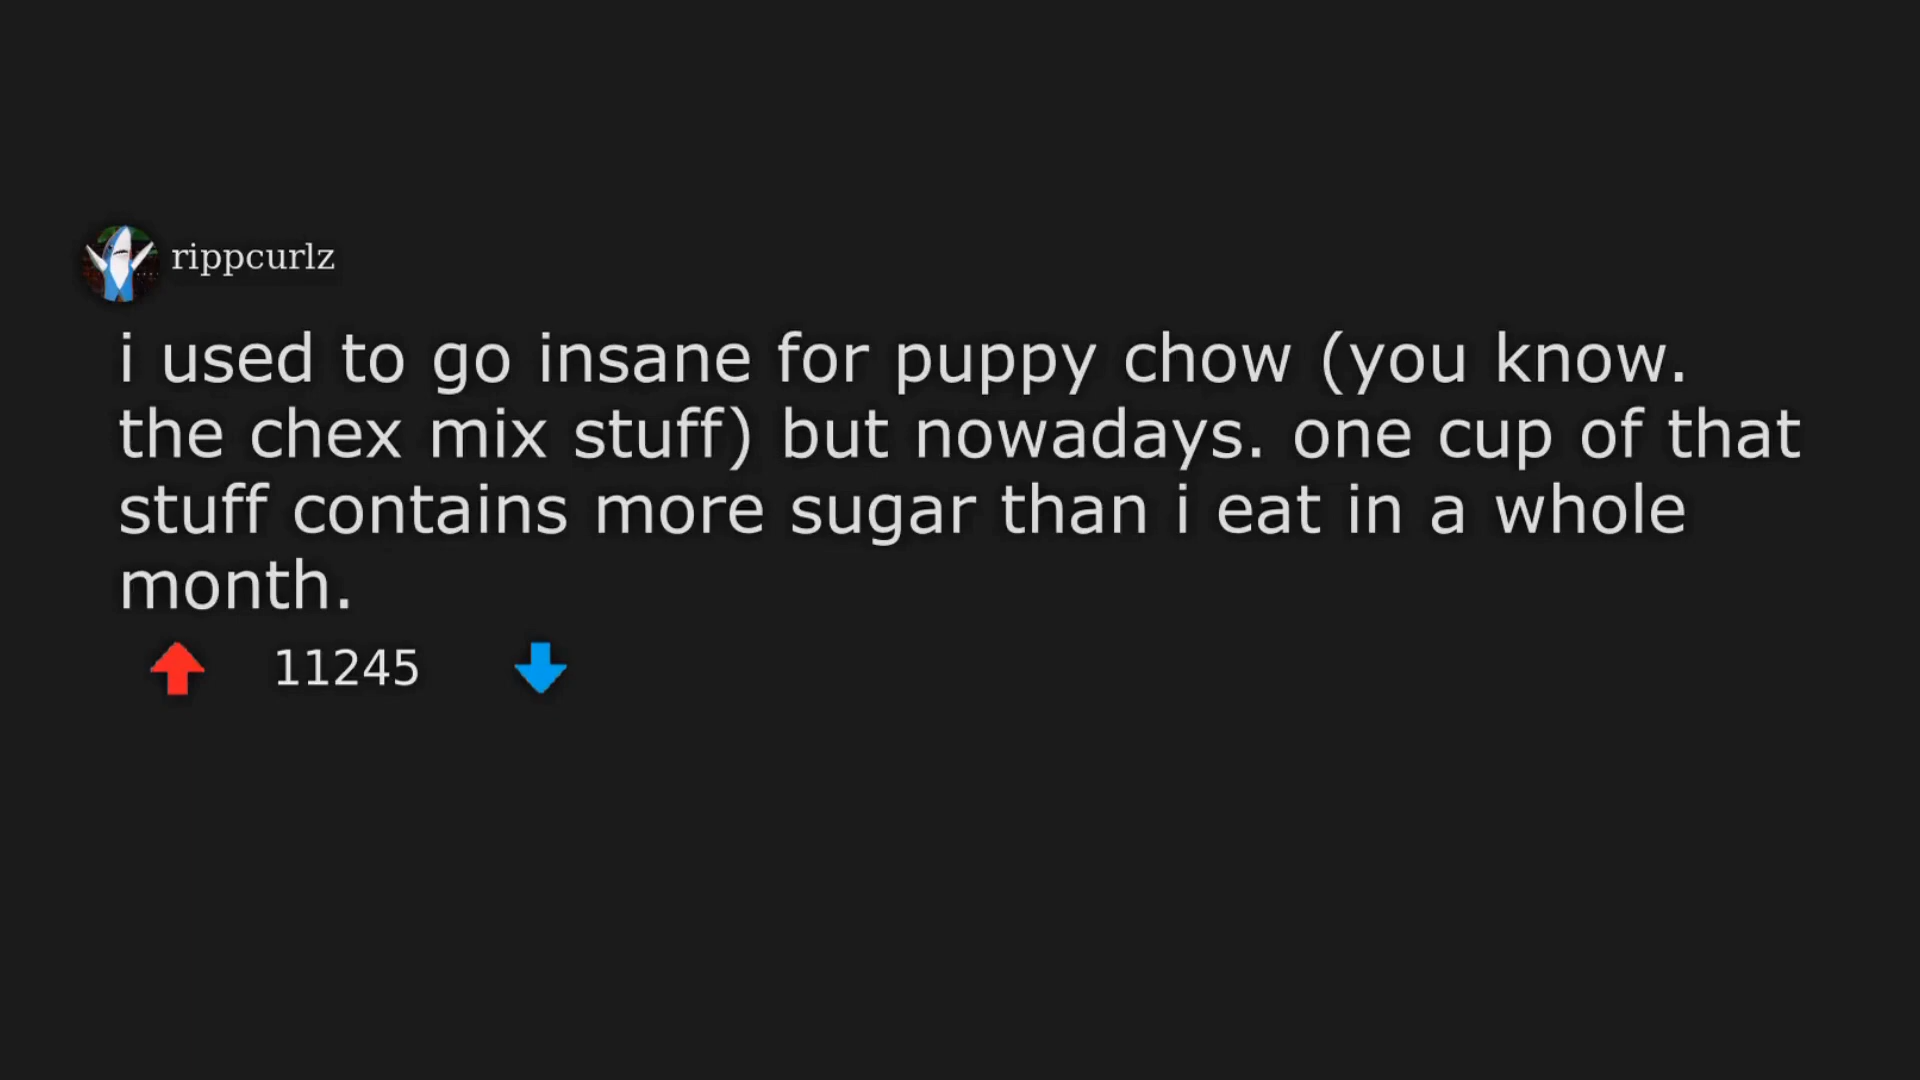 rippcurlz
i used to go insane for puppy chow (you know.
the chex mix stuff) but nowadays. one cup of that
stuff contains more sugar than i eat in a whole
month.
11245